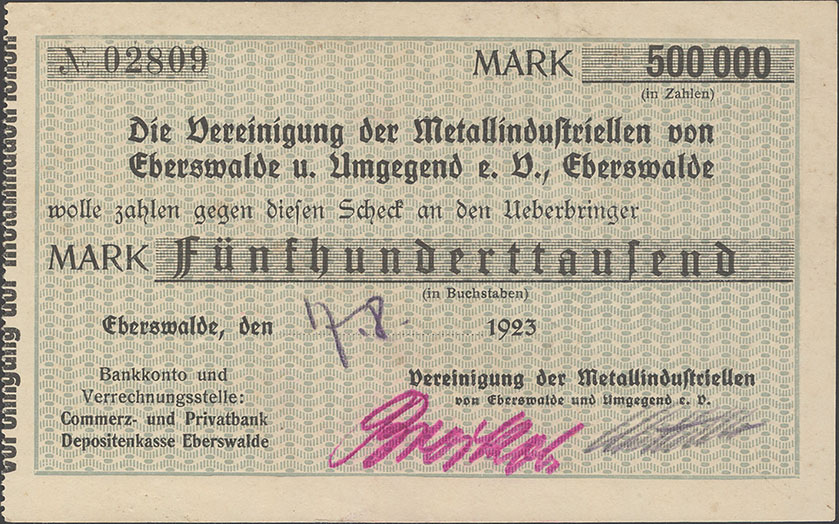 № 02809
MARK 500 000
(in Zahlen)
Die Vereinigung der Metallindustriellen von
Eberswalde u. Umgegend e. V., Eberswalde
wolle zahlen gegen diesen Scheck an den Ueberbringer
MARK Fünfhunderttausend
(in Buchstaben)
Eberswalde, den 7.8. 1923
Bankkonto und
Verrechnungsstelle:
Commerz- und Privatbank
Depositenkasse Eberswalde
Vereinigung der Metallindustriellen
von Eberswalde und Umgegend e. V.